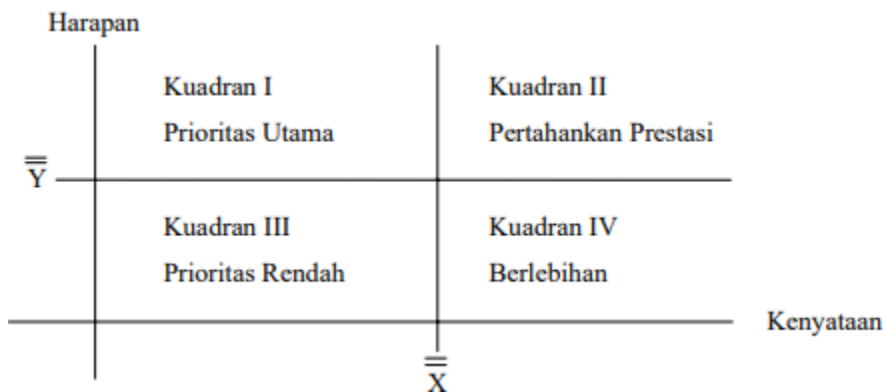 Harapan
Kuadran I
Prioritas Utama
Kuadran II
Pertahankan Prestasi
Y̿
Kuadran III
Prioritas Rendah
Kuadran IV
Berlebihan
Kenyataan
X̿